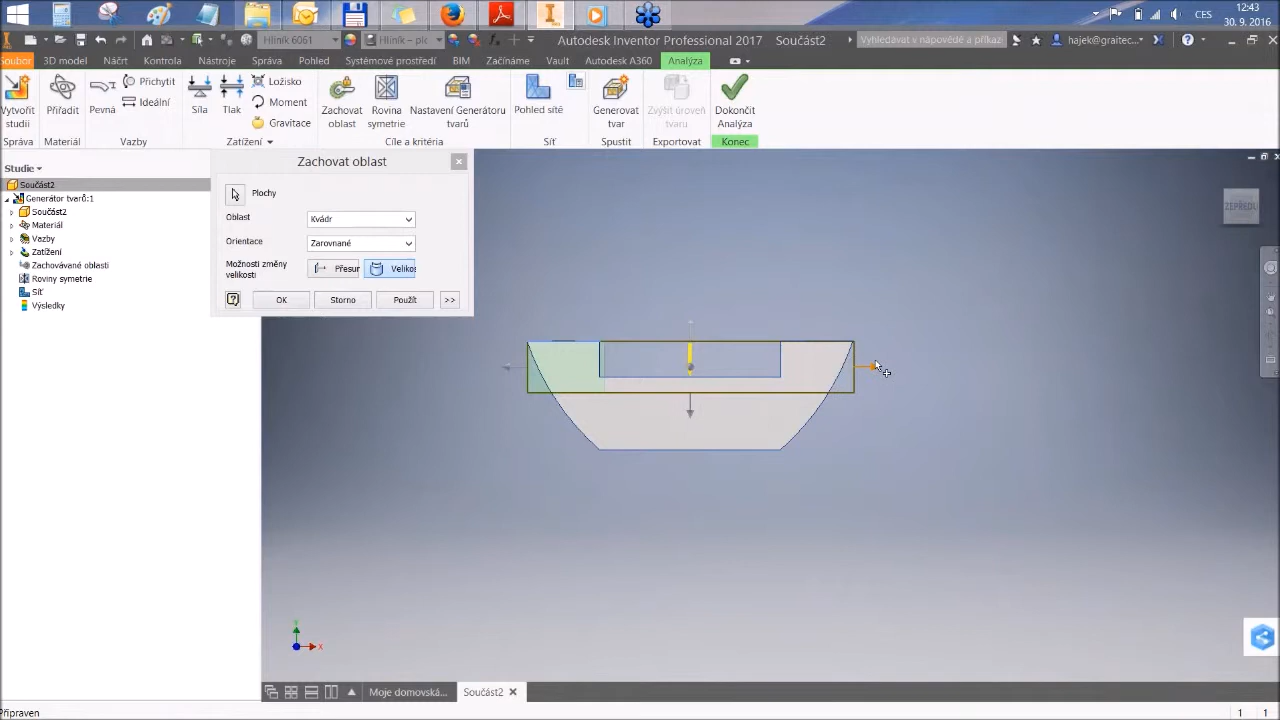 12:43
CES
30. 9. 2016
Hliník 6061
Hliník – plc
Autodesk Inventor Professional 2017 Součást2
Vyhledávání v nápovědě a příkaz
hajek@graitec...
Soubor 3D model Náčrt Kontrola Nástroje Správa Pohled Systémové prostředí BIM Začínáme Vault Autodesk A360 Analýza
Vytvořit studii
Přiřadit
Pevná
Přichytit
Ideální
Síla
Tlak
Ložisko
Moment
Gravitace
Zachovat oblast
Rovina symetrie
Nastavení Generátoru tvarů
Pohled sítě
Generovat tvar
Zvýšit úroveň tvaru
Dokončit Analýza
Správa Materiál Vazby Zatížení Cíle a kritéria Síť Spustit Exportovat Konec
Studie
Součást2
Generátor tvarů:1
Součást2
Materiál
Vazby
Zatížení
Zachovávané oblasti
Roviny symetrie
Síť
Výsledky
Zachovat oblast
Plochy
Oblast Kvádr
Orientace Zarovnané
Možnosti změny velikosti Přesur Velikos
OK Storno Použít >>
ZEPŘEDU
Y
X
Moje domovská... Součást2
Připraven
1 1